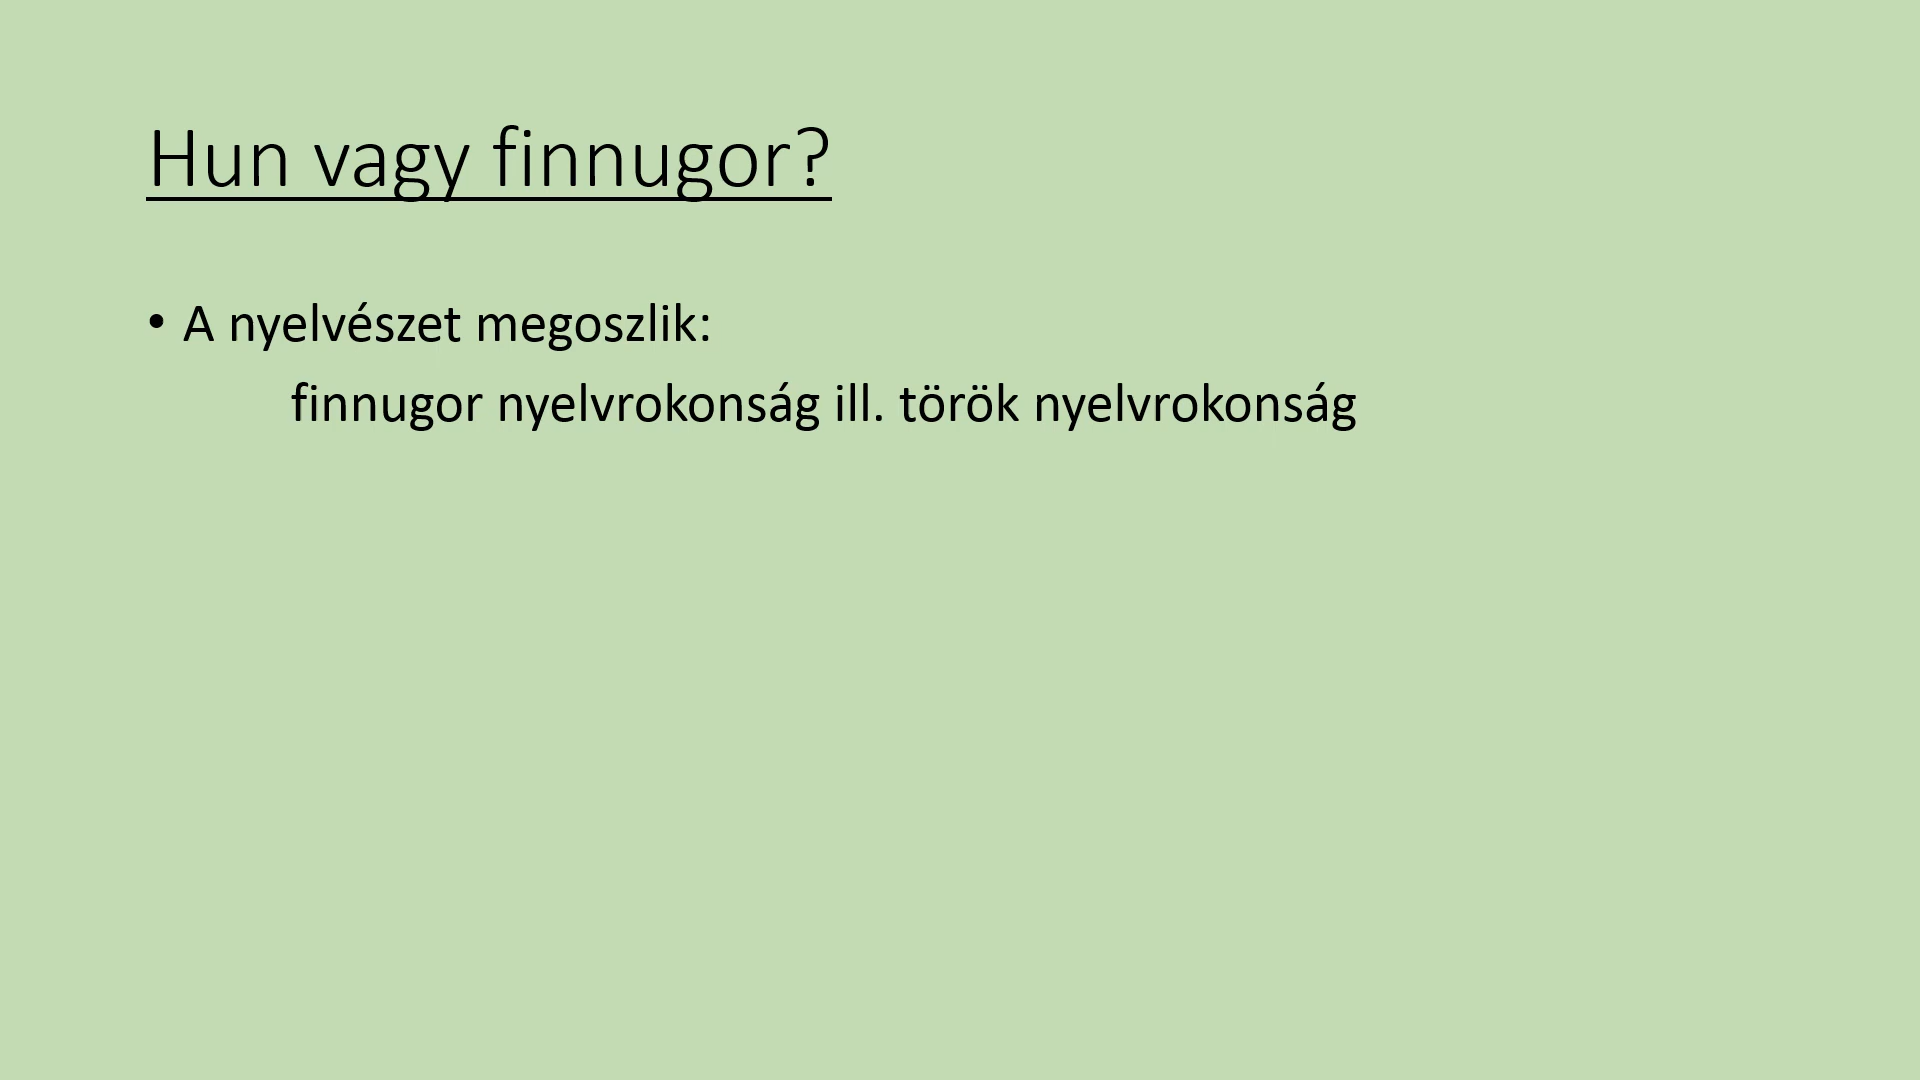 Hun vagy finnugor?
• A nyelvészet megoszlik:
finnugor nyelvrokonság ill. török nyelvrokonság